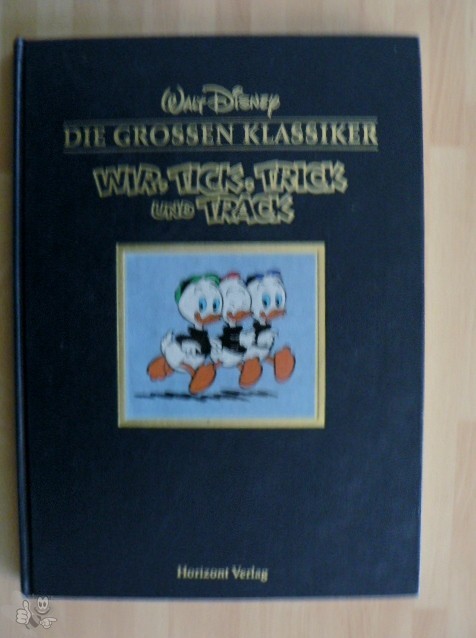 WALT DISNEY
DIE GROSSEN KLASSIKER
WIR, TICK, TRICK
UND TRACK
Horizont Verlag